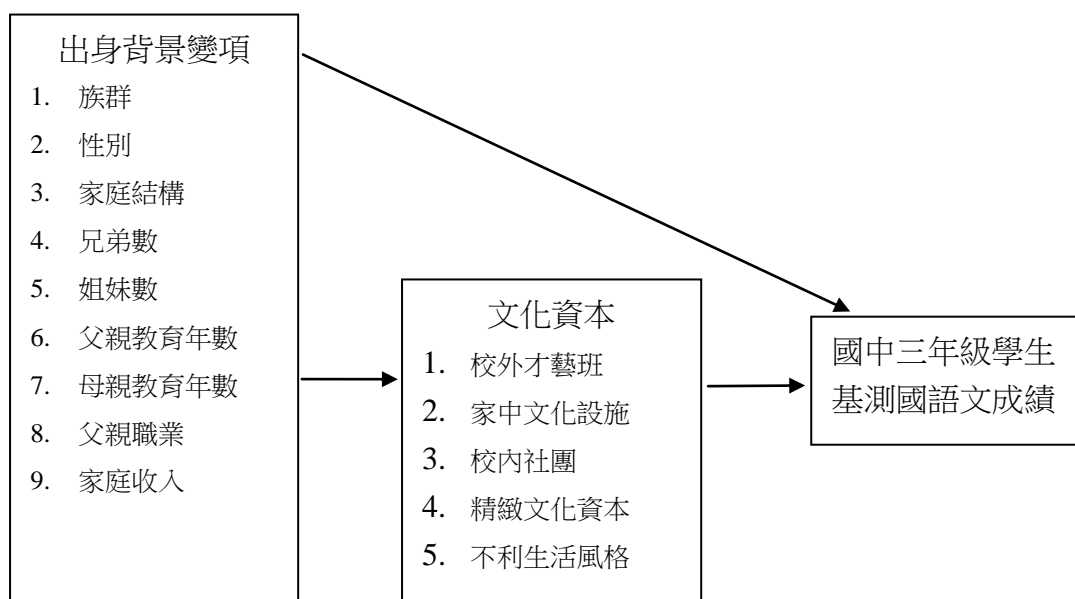 出身背景變項
1. 族群
2. 性別
3. 家庭結構
4. 兄弟數
5. 姐妹數
6. 父親教育年數
7. 母親教育年數
8. 父親職業
9. 家庭收入
文化資本
1. 校外才藝班
2. 家中文化設施
3. 校內社團
4. 精緻文化資本
5. 不利生活風格
國中三年級學生
基測國語文成績